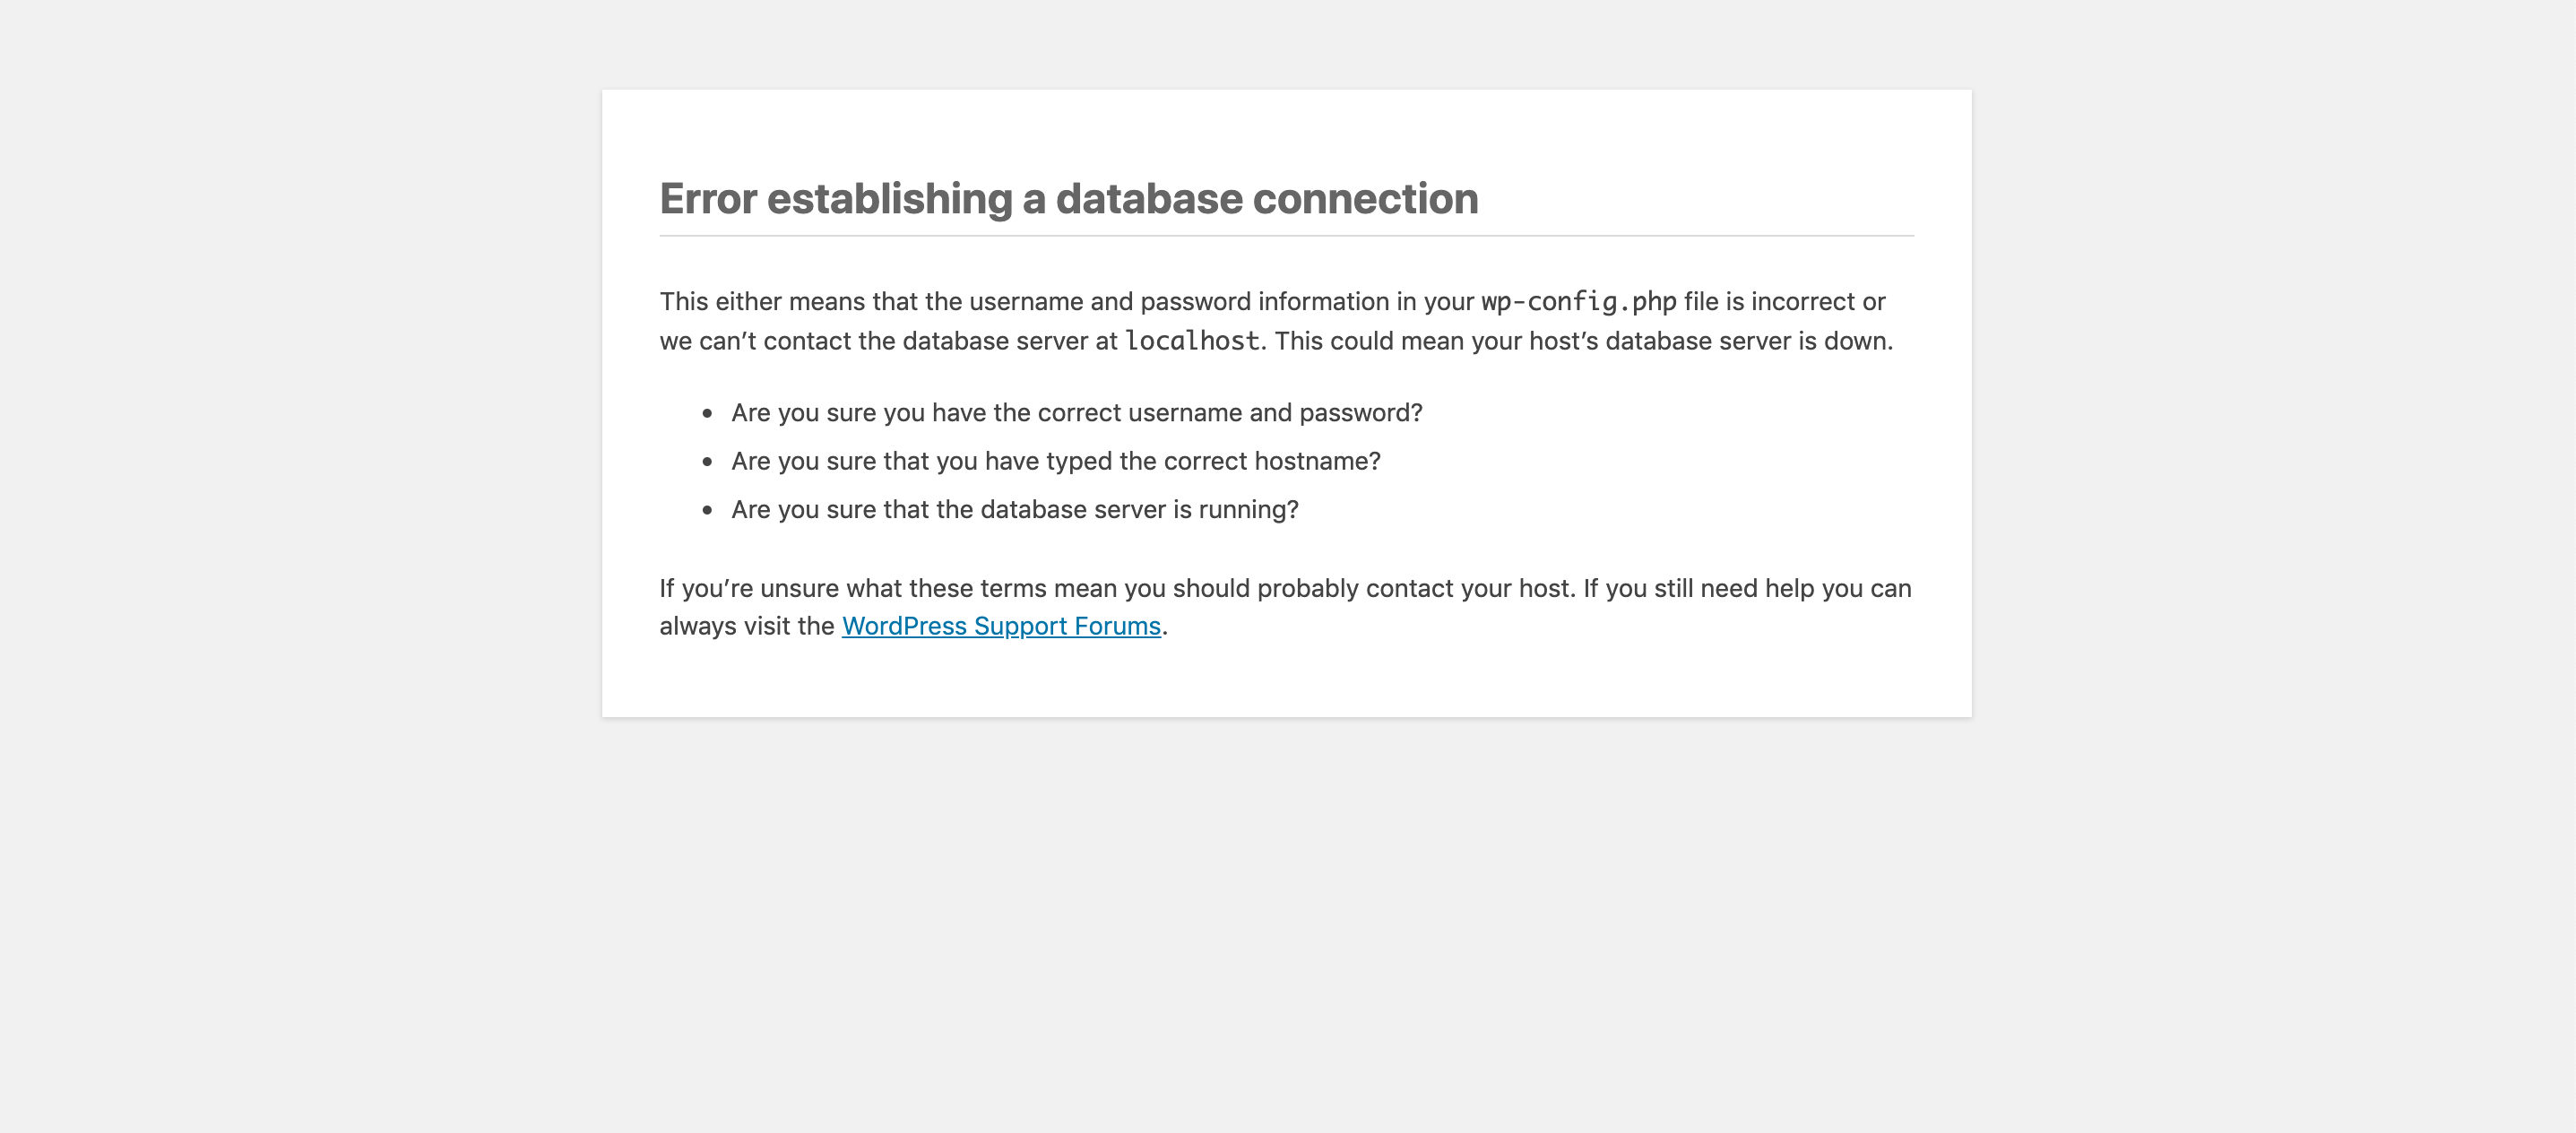 Error establishing a database connection
This either means that the username and password information in your wp-config.php file is incorrect or
we can’t contact the database server at localhost. This could mean your host’s database server is down.
• Are you sure you have the correct username and password?
• Are you sure that you have typed the correct hostname?
• Are you sure that the database server is running?
If you’re unsure what these terms mean you should probably contact your host. If you still need help you can
always visit the WordPress Support Forums.